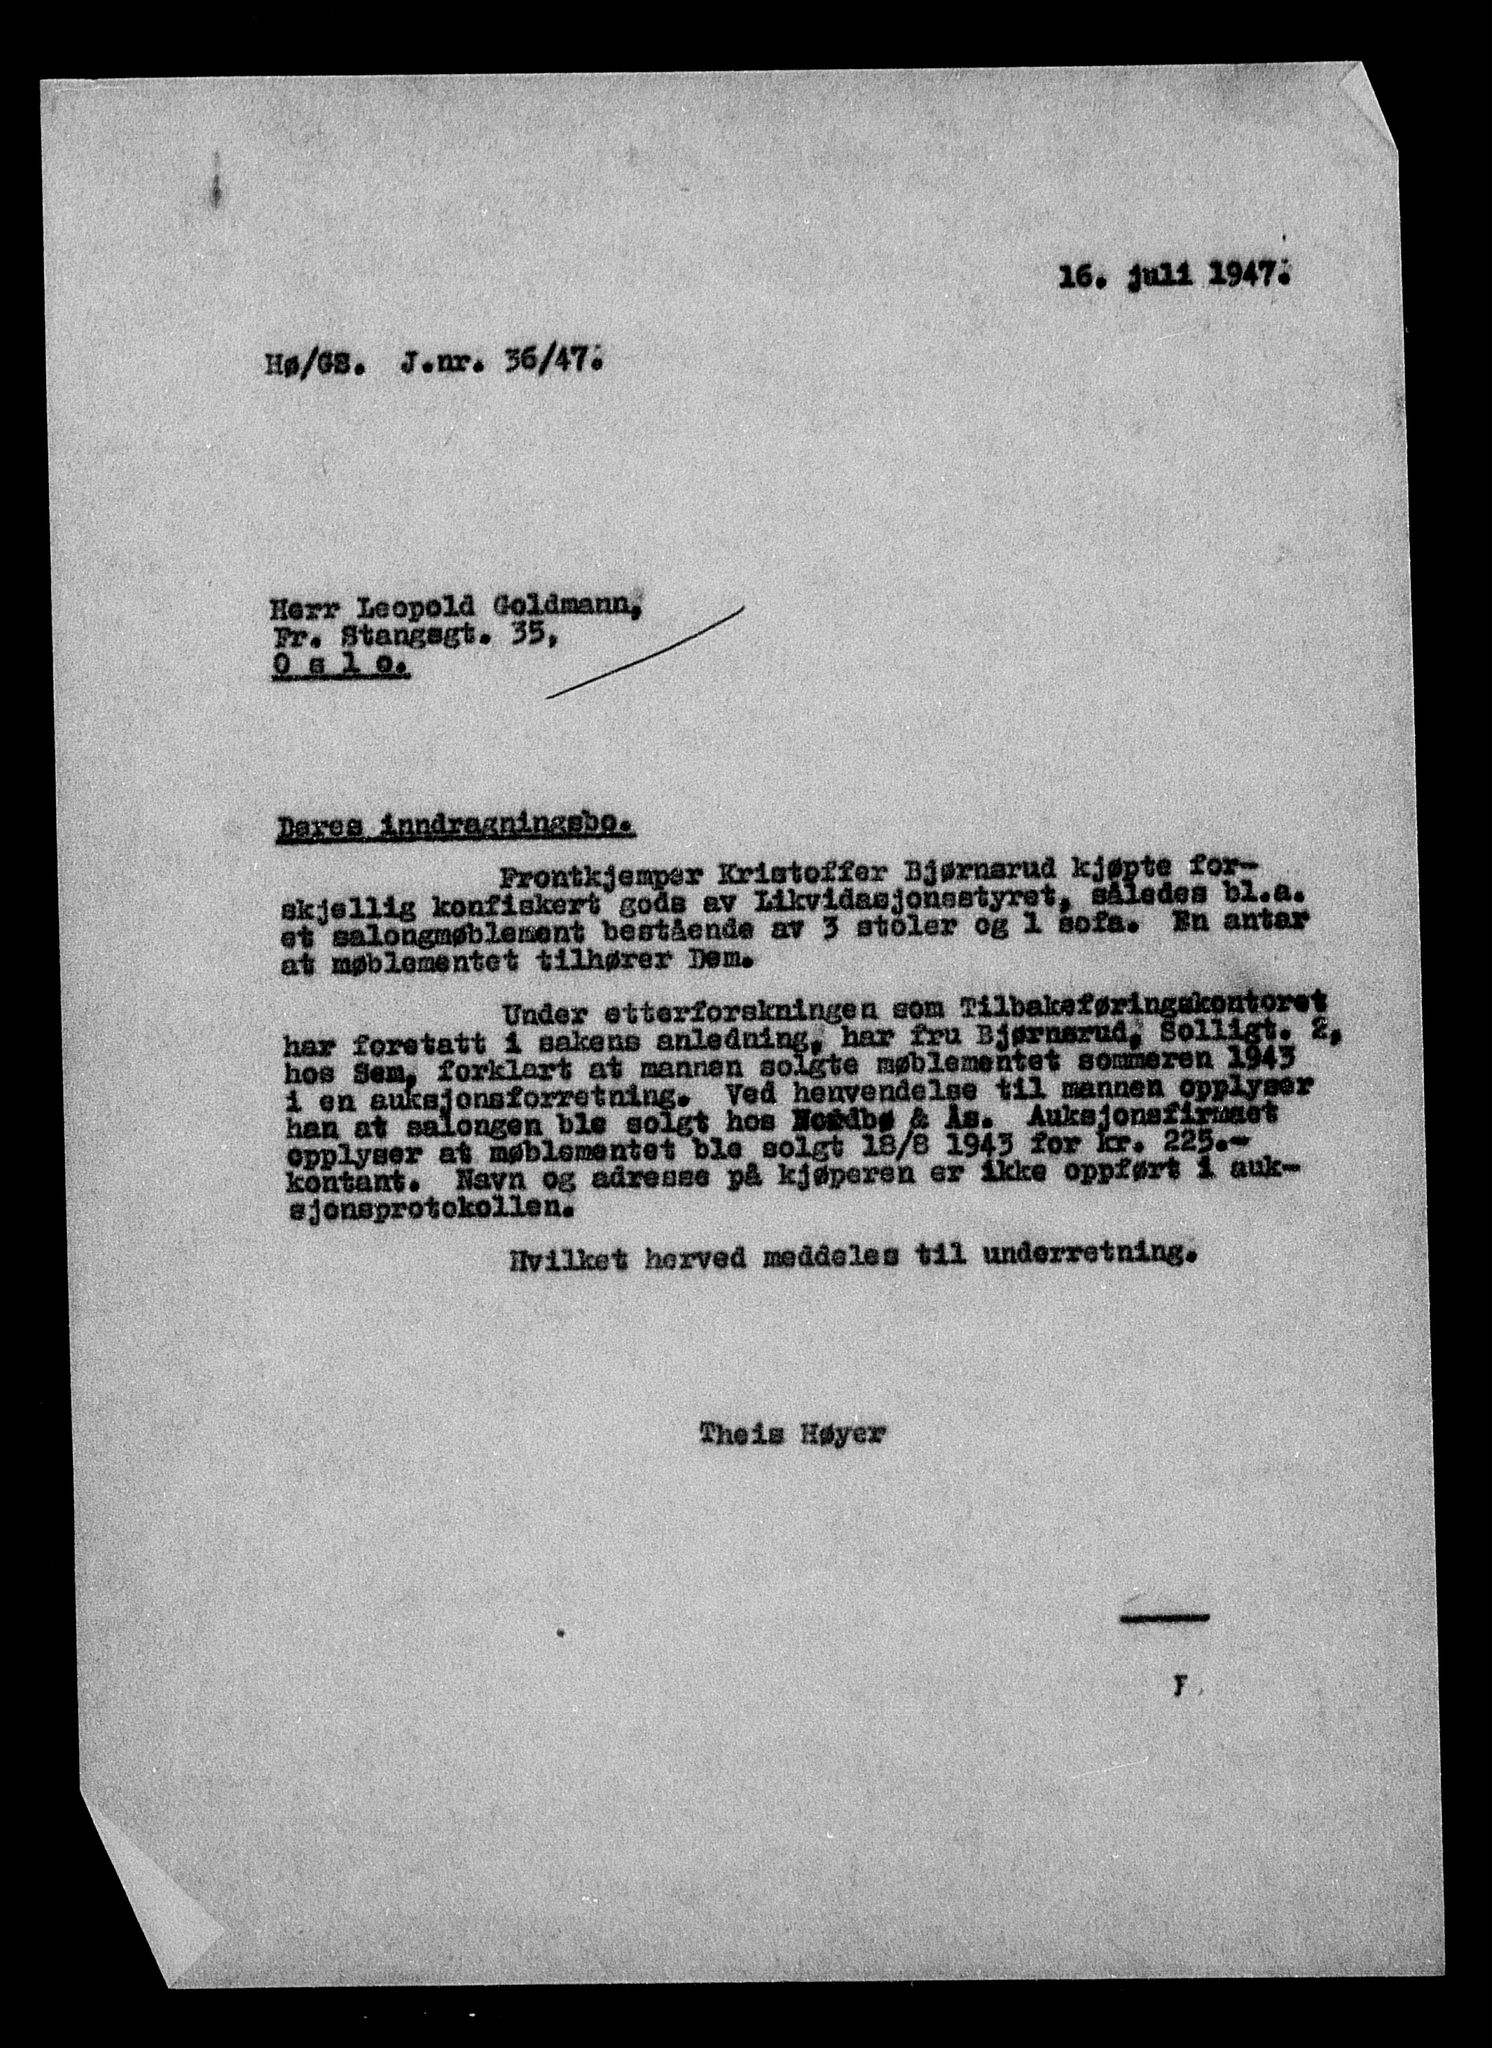 16. juli 1947.
Hø/GS. J.nr. 36/47.
Herr Leopold Goldmann,
Fr. Stangsgt. 35,
O s l o.
Deres inndragningsbo.
Frontkjemper Kristoffer Bjørnsrud kjøpte for-
skjellig konfiskert gods av Likvidasjonsstyret, således bl.a.
et salongmøblement bestående av 3 stoler og 1 sofa. En antar
at møblementet tilhører Dem.
Under etterforskningen som Tilbakeføringskontoret
har foretatt i sakens anledning, har fru Bjørnsrud, Solligt. 2,
hos Sem, forklart at mannen solgte møblementet sommeren 1943
i en auksjonsforretning. Ved henvendelse til mannen opplyser
han at salongen ble solgt hos Nordbø & Ås. Auksjonsfirmaet
opplyser at møblementet ble solgt 18/8 1943 for kr. 225.-
kontant. Navn og adresse på kjøperen er ikke oppført i auk-
sjonsprotokollen.
Hvilket herved meddeles til underretning.
Theis Høyer
F